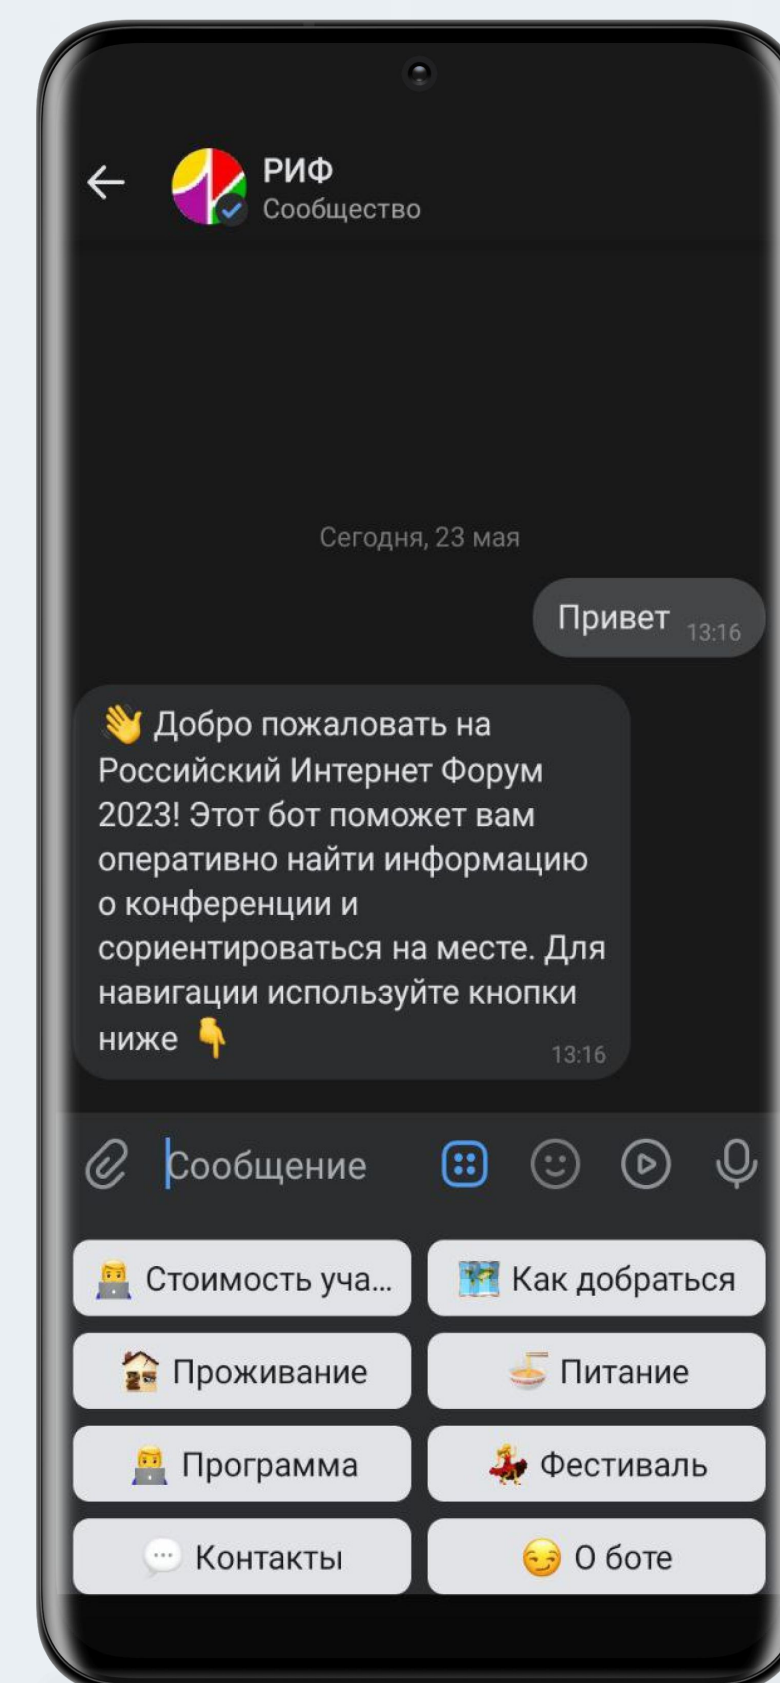 РИФ
Сообщество
Сегодня, 23 мая
Привет 13:16
👋 Добро пожаловать на
Российский Интернет Форум
2023! Этот бот поможет вам
оперативно найти информацию
о конференции и
сориентироваться на месте. Для
навигации используйте кнопки
ниже 👇 13:16
Сообщение
Стоимость уча...
Как добраться
Проживание
Питание
Программа
Фестиваль
Контакты
О боте